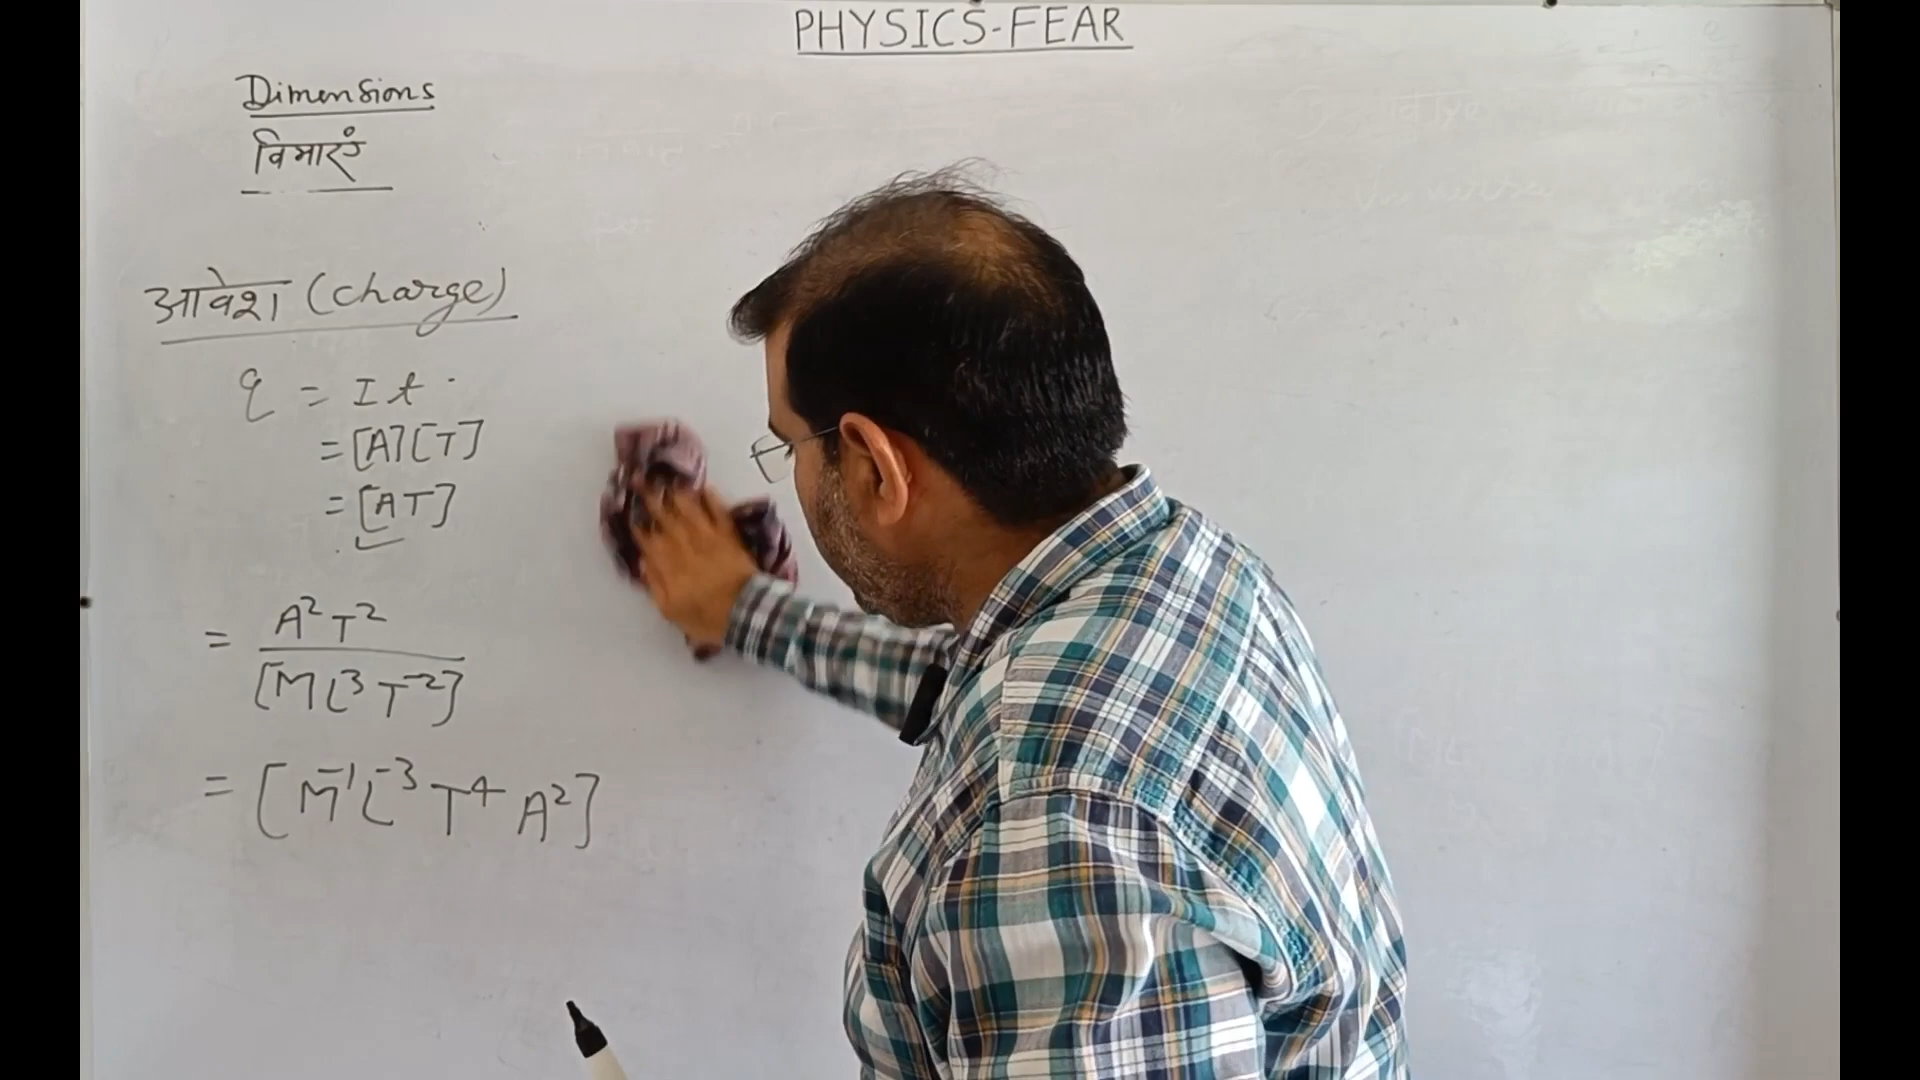 PHYSICS-FEAR
Dimensions
विमाएं
आवेश (charge)
q = It
= [A][T]
= [AT]
= A²T² / [ML³T⁻²]
= [M⁻¹L⁻³T⁴A²]